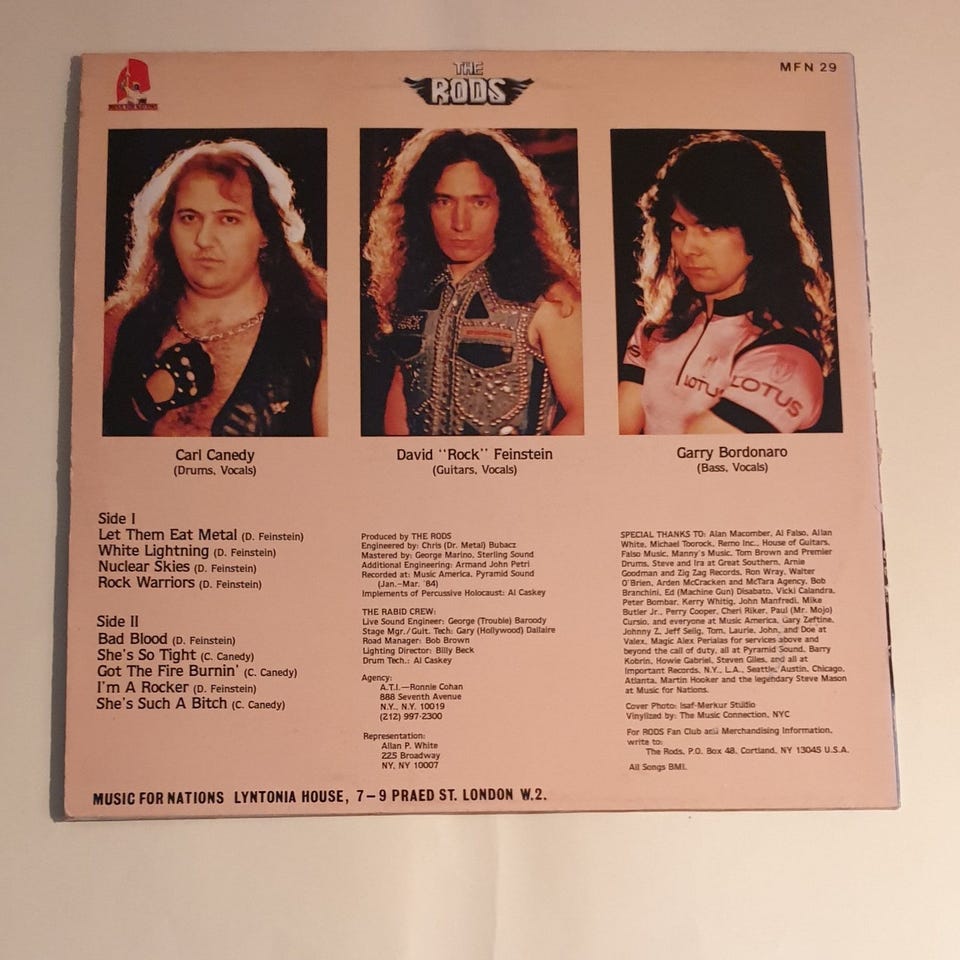 MUSIC FOR NATIONS
THE
RODS
MFN 29
LOTUS
LOTUS
Carl Canedy
(Drums, Vocals)
David "Rock" Feinstein
(Guitars, Vocals)
Garry Bordonaro
(Bass, Vocals)
Side I
Let Them Eat Metal (D. Feinstein)
White Lightning (D. Feinstein)
Nuclear Skies (D. Feinstein)
Rock Warriors (D. Feinstein)
Side II
Bad Blood (D. Feinstein)
She's So Tight (C. Canedy)
Got The Fire Burnin' (C. Canedy)
I'm A Rocker (D. Feinstein)
She's Such A Bitch (C. Canedy)
Produced by THE RODS
Engineered by: Chris (Dr. Metal) Bubacz
Mastered by: George Marino, Sterling Sound
Additional Engineering: Armand John Petri
Recorded at: Music America, Pyramid Sound
(Jan.-Mar. '84)
Implements of Percussive Holocaust: Al Caskey
THE RABID CREW:
Live Sound Engineer: George (Trouble) Baroody
Stage Mgr./Guit. Tech: Gary (Hollywood) Dallaire
Road Manager: Bob Brown
Lighting Director: Billy Beck
Drum Tech.: Al Caskey
Agency:
A.T.I.—Ronnie Cohan
888 Seventh Avenue
N.Y., N.Y. 10019
(212) 997-2300
Representation:
Allan P. White
225 Broadway
NY, NY 10007
SPECIAL THANKS TO: Alan Macomber, Al Falso, Allan
White, Michael Toorock, Remo Inc., House of Guitars,
Falso Music, Manny's Music, Tom Brown and Premier
Drums, Steve and Ira at Great Southern, Arnie
Goodman and Zig Zag Records, Ron Wray, Walter
O'Brien, Arden McCracken and McTara Agency, Bob
Branchini, Ed (Machine Gun) Disabato, Vicki Calandra,
Peter Bombar, Kerry Whitig, John Manfredi, Mike
Butler Jr., Perry Cooper, Cheri Riker, Paul (Mr. Mojo)
Cursio, and everyone at Music America, Gary Zeftine,
Johnny Z, Jeff Selig, Tom, Laurie, John, and Doe at
Valex, Magic Alex Perialas for services above and
beyond the call of duty, all at Pyramid Sound, Barry
Kobrin, Howie Gabriel, Steven Giles, and all at
Important Records, N.Y., L.A., Seattle, Austin, Chicago,
Atlanta, Martin Hooker and the legendary Steve Mason
at Music for Nations.
Cover Photo: Isaf-Merkur Studio
Vinylized by: The Music Connection, NYC
For RODS Fan Club and Merchandising Information,
write to:
The Rods, P.O. Box 48, Cortland, NY 13045 U.S.A.
All Songs BMI.
MUSIC FOR NATIONS LYNTONIA HOUSE, 7-9 PRAED ST. LONDON W.2.